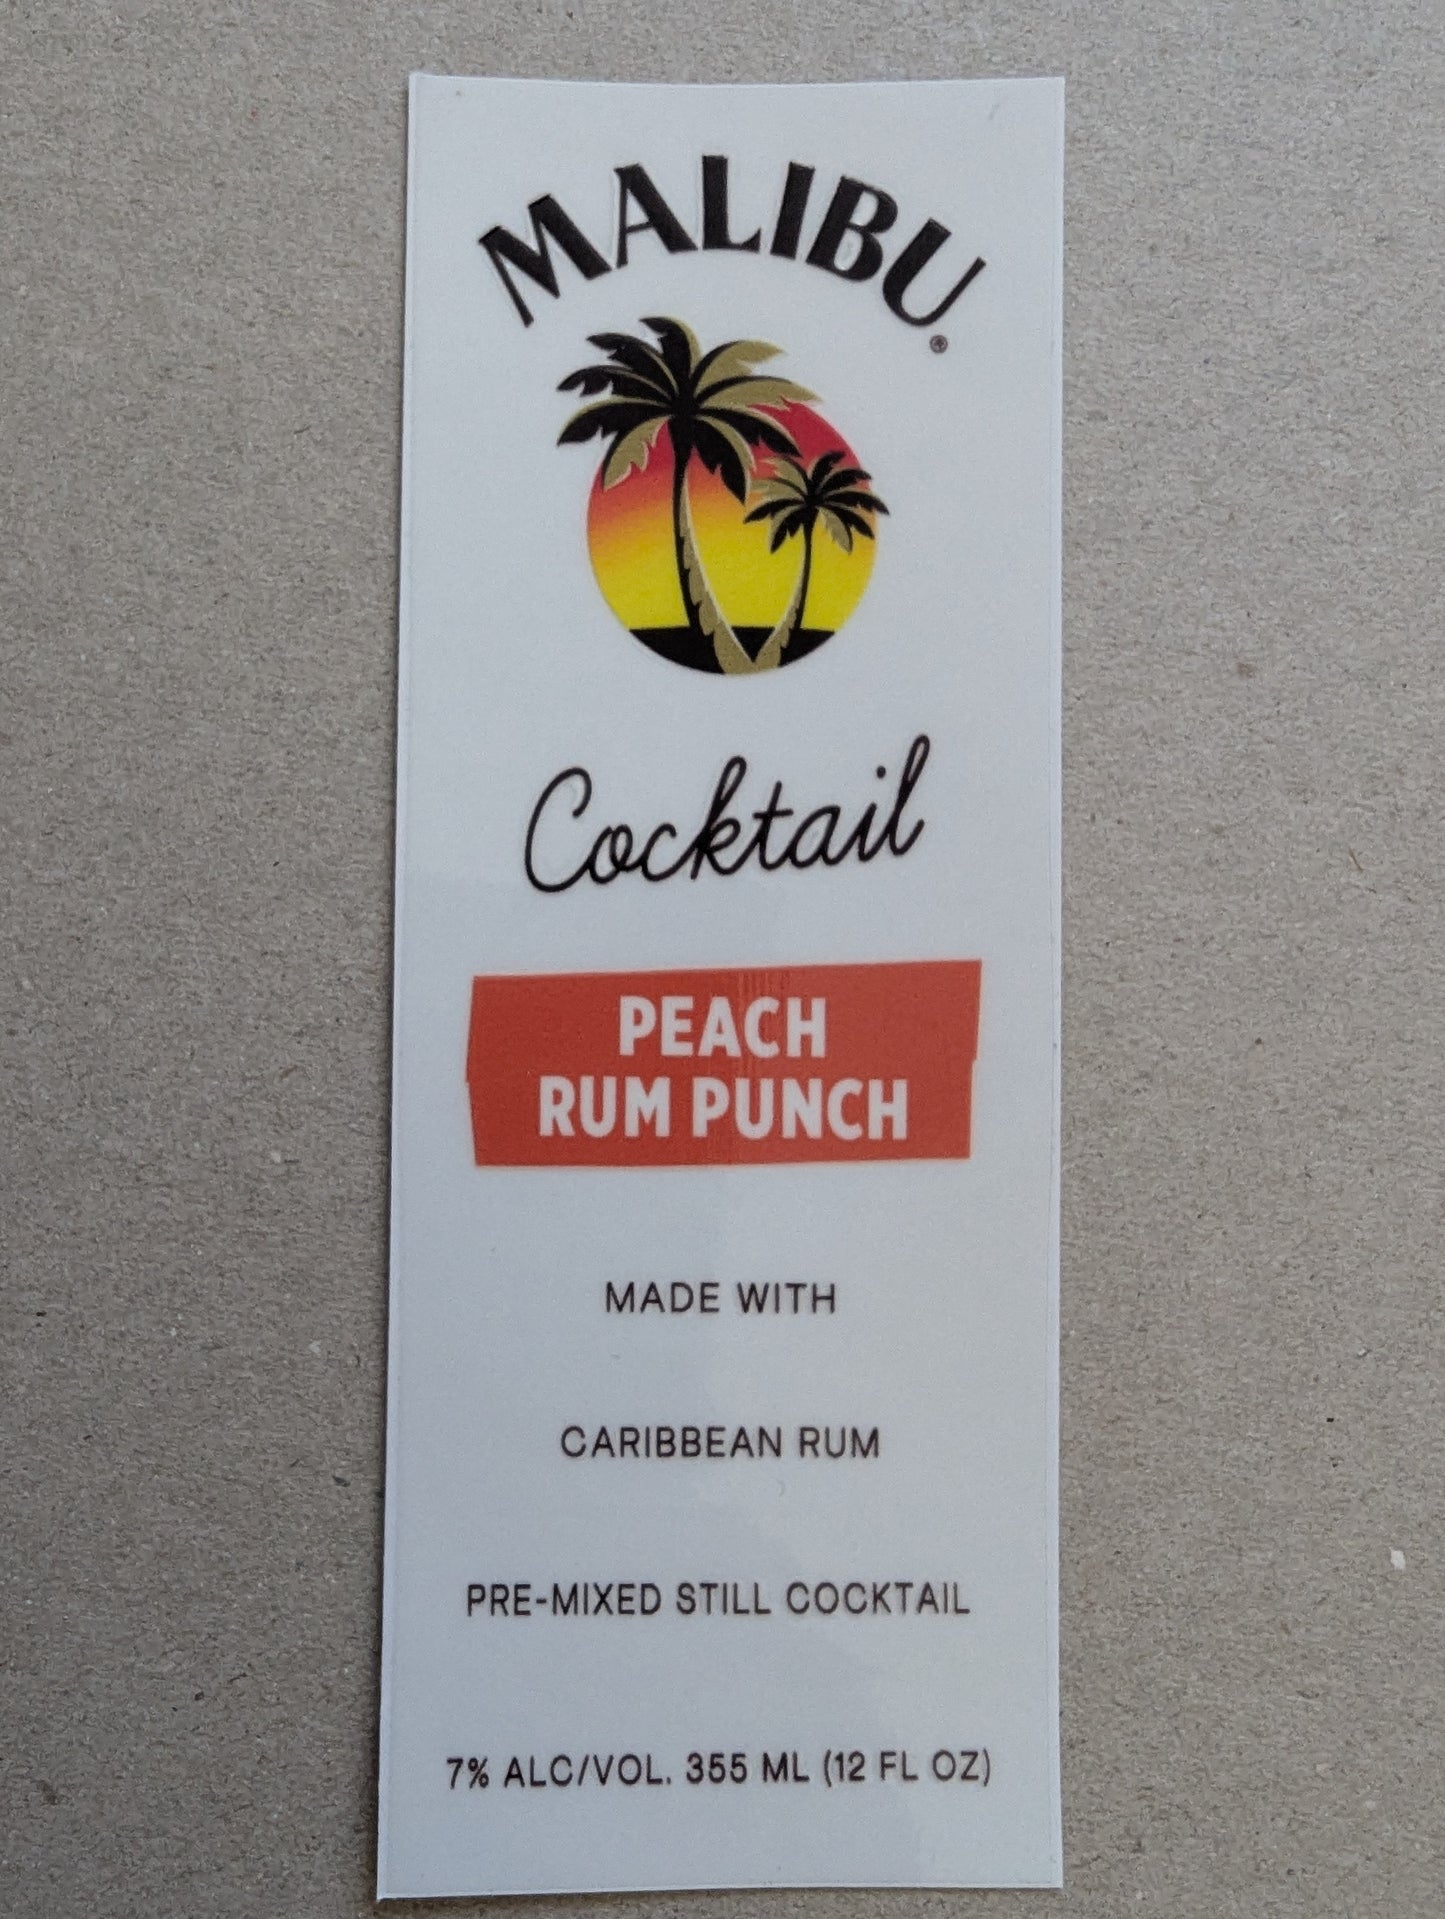 MALIBU®
Cocktail
PEACH
RUM PUNCH
MADE WITH
CARIBBEAN RUM
PRE-MIXED STILL COCKTAIL
7% ALC/VOL. 355 ML (12 FL OZ)